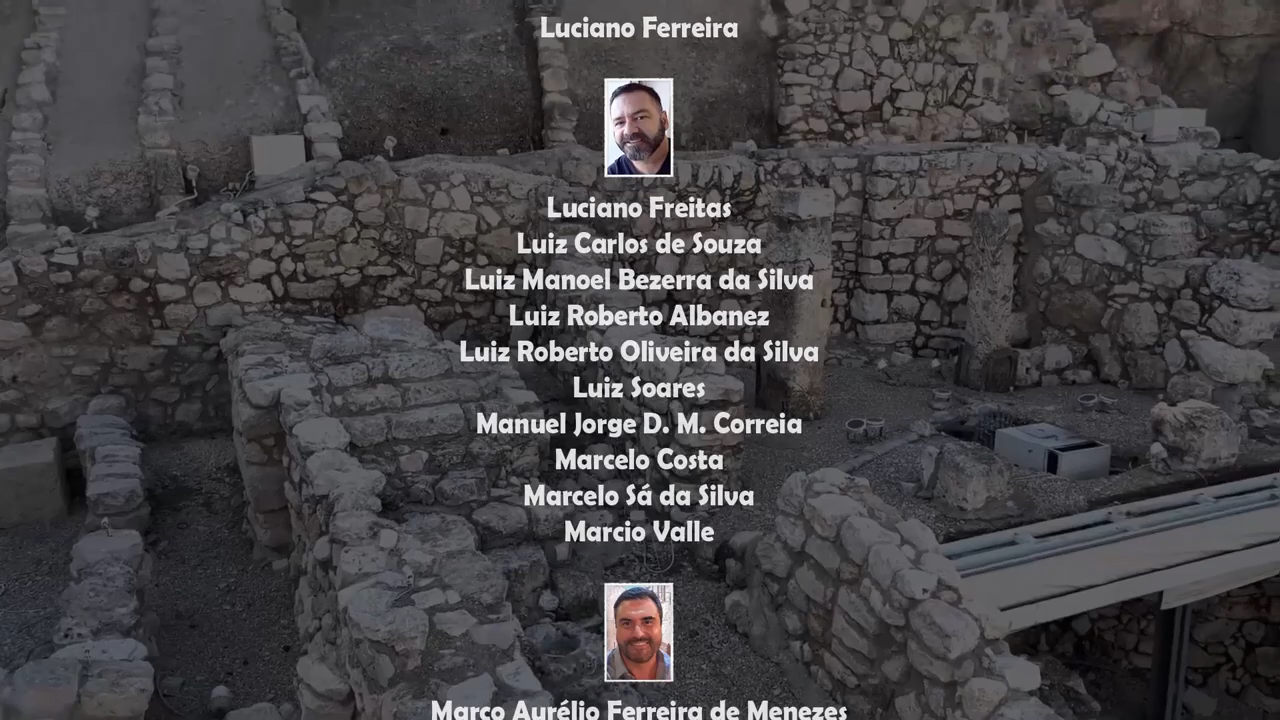 Luciano Ferreira
Luciano Freitas
Luiz Carlos de Souza
Luiz Manoel Bezerra da Silva
Luiz Roberto Albanez
Luiz Roberto Oliveira da Silva
Luiz Soares
Manuel Jorge D. M. Correia
Marcelo Costa
Marcelo Sá da Silva
Marcio Valle
Marco Aurélio Ferreira de Menezes